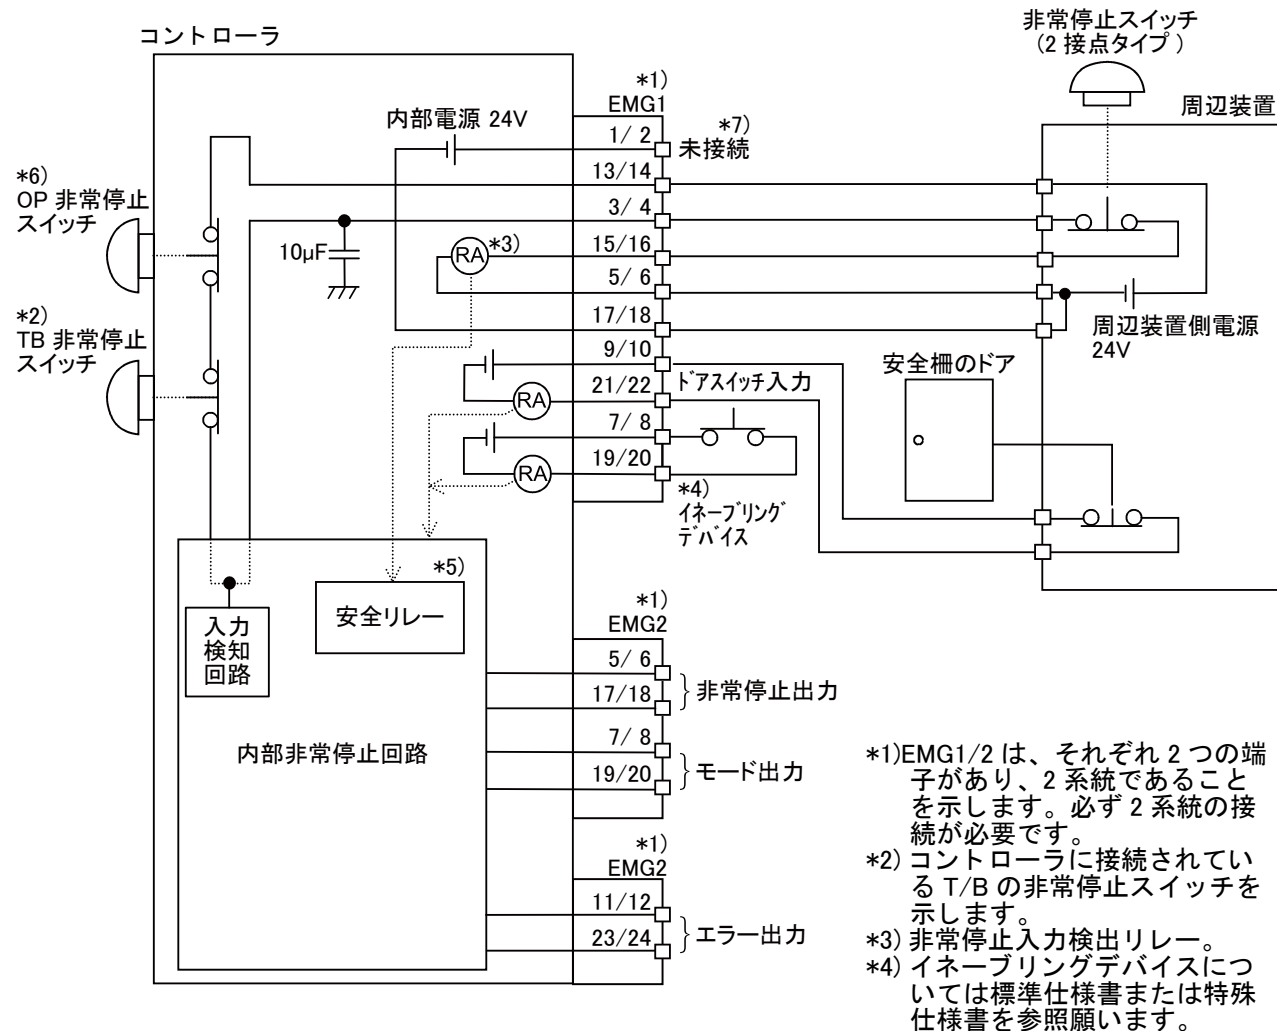 コントローラ
非常停止スイッチ
(2 接点タイプ )
周辺装置
*1)
EMG1
内部電源 24V
1/ 2
*7)
未接続
13/14
*6)
OP 非常停止
スイッチ
3/ 4
10μF
RA
*3)
15/16
5/ 6
*2)
TB 非常停止
スイッチ
17/18
周辺装置側電源
24V
9/10
安全柵のドア
21/22
ドアスイッチ入力
RA
7/ 8
19/20
RA
*4)
イネーブリング
デバイス
*5)
安全リレー
入力
検知
回路
*1)
EMG2
5/ 6
17/18
非常停止出力
内部非常停止回路
7/ 8
19/20
モード出力
*1)
EMG2
11/12
23/24
エラー出力
*1)EMG1/2 は、それぞれ 2 つの端
子があり、2 系統であること
を示します。必ず 2 系統の接
続が必要です。
*2) コントローラに接続されてい
る T/B の非常停止スイッチを
示します。
*3) 非常停止入力検出リレー。
*4) イネーブリングデバイスにつ
いては標準仕様書または特殊
仕様書を参照願います。